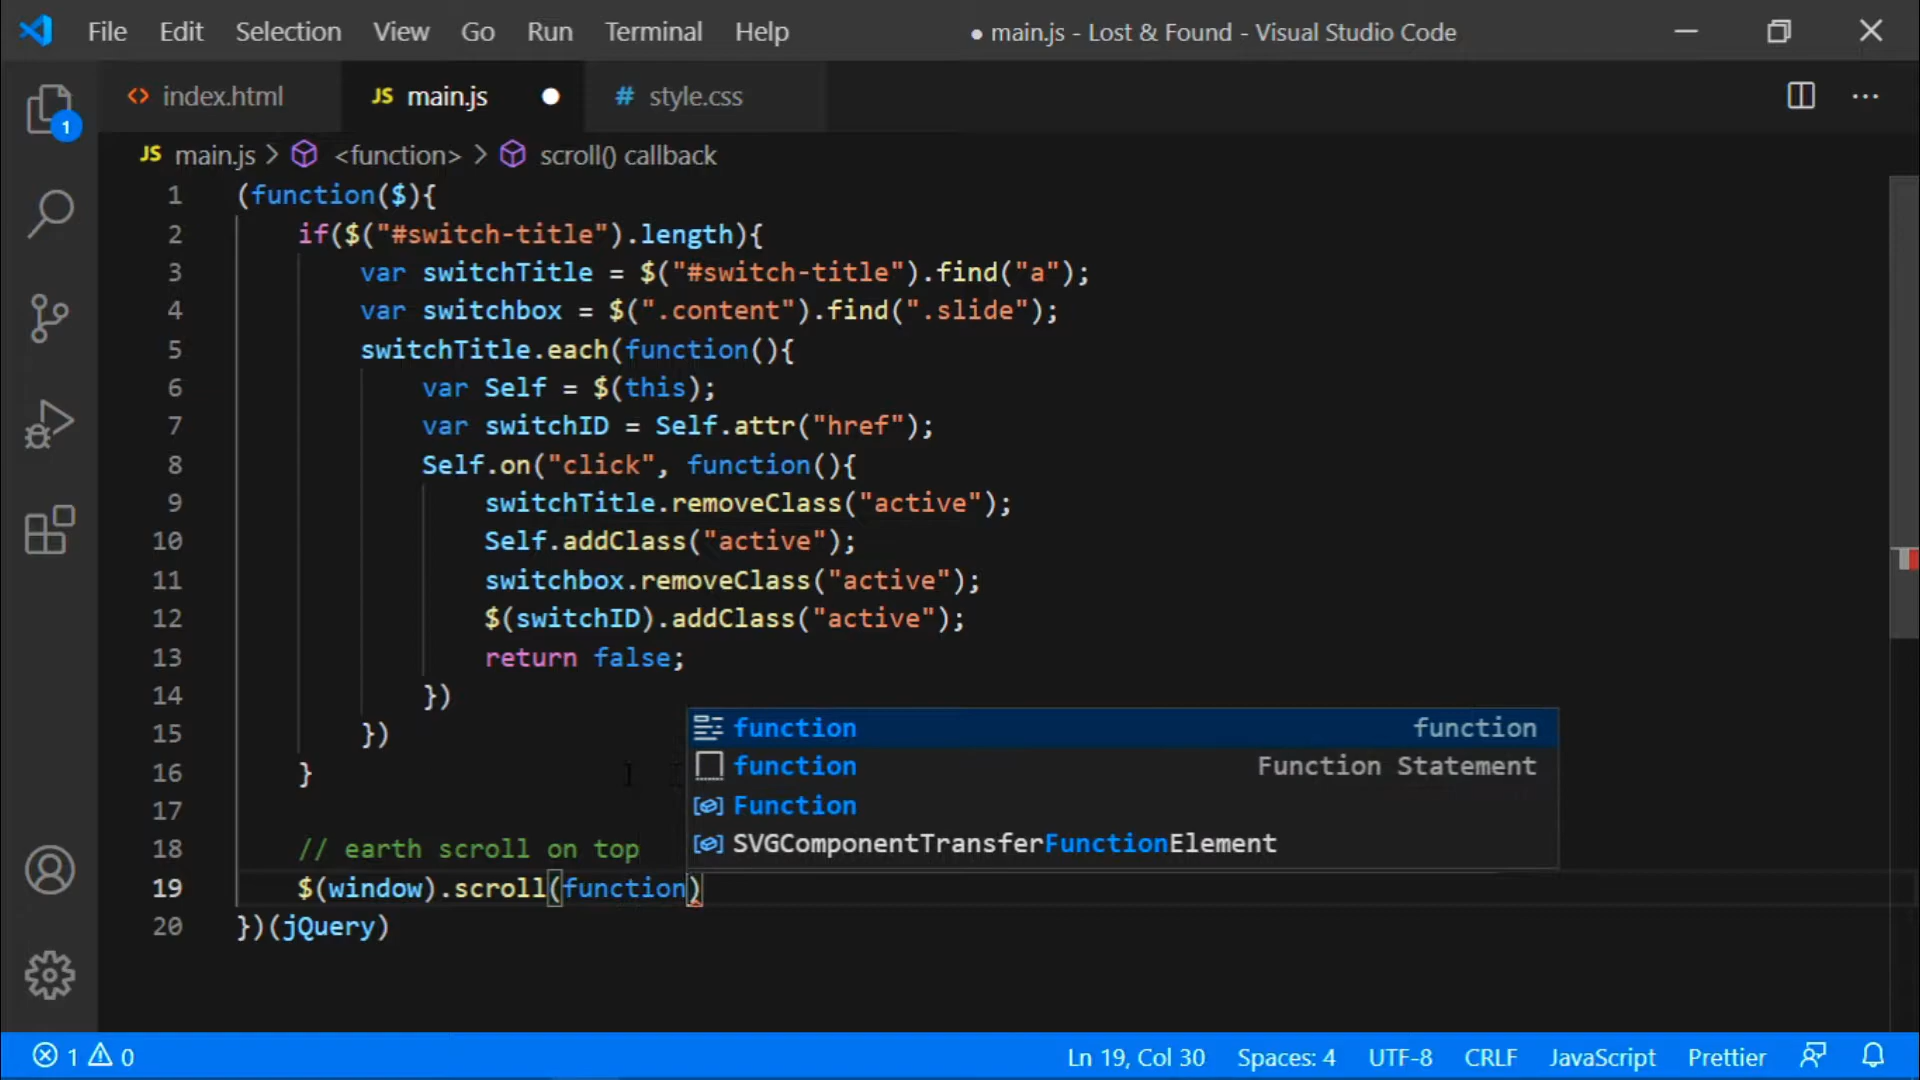 File Edit Selection View Go Run Terminal Help ● main.js - Lost & Found - Visual Studio Code
index.html JS main.js # style.css
1
JS main.js > <function> > scroll() callback
1 (function($){
2 if($("#switch-title").length){
3 var switchTitle = $("#switch-title").find("a");
4 var switchbox = $(".content").find(".slide");
5 switchTitle.each(function(){
6 var Self = $(this);
7 var switchID = Self.attr("href");
8 Self.on("click", function(){
9 switchTitle.removeClass("active");
10 Self.addClass("active");
11 switchbox.removeClass("active");
12 $(switchID).addClass("active");
13 return false;
14 })
15 })
16 }
17
18 // earth scroll on top
19 $(window).scroll(function)
20 })(jQuery)
function function
function Function Statement
Function
SVGComponentTransferFunctionElement
1 0 Ln 19, Col 30 Spaces: 4 UTF-8 CRLF JavaScript Prettier